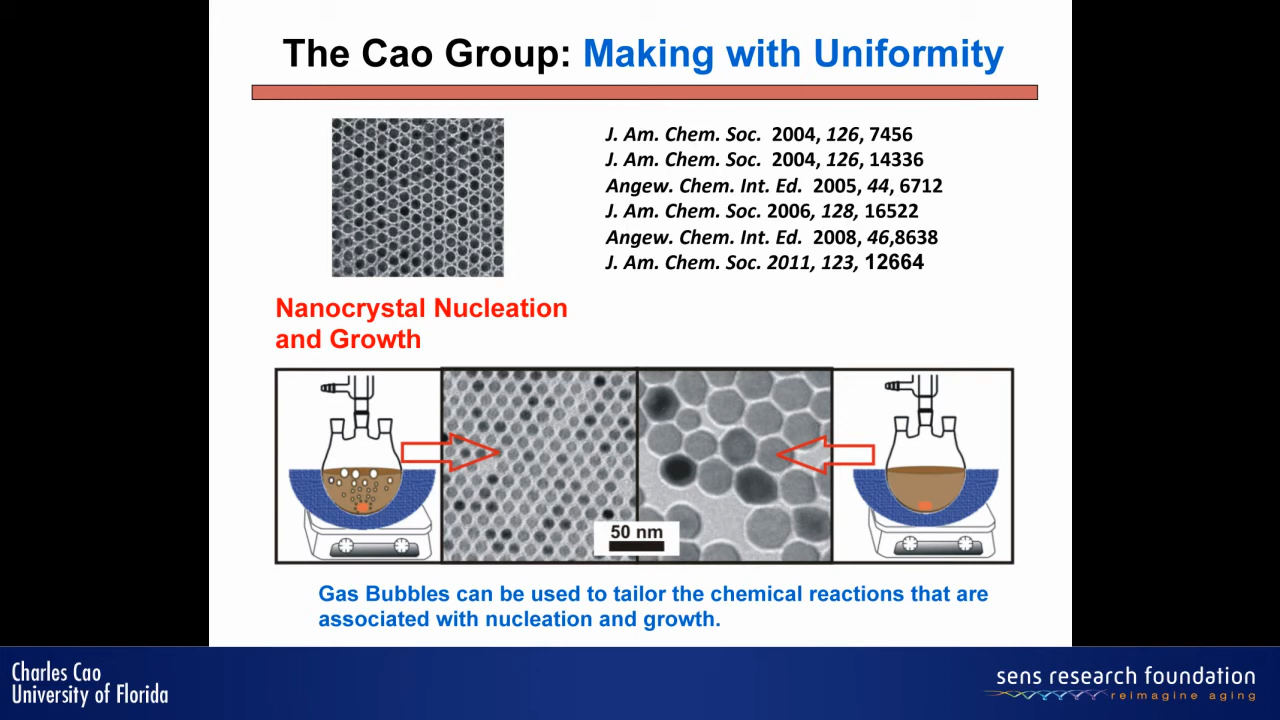 The Cao Group: Making with Uniformity
J. Am. Chem. Soc. 2004, 126, 7456
J. Am. Chem. Soc. 2004, 126, 14336
Angew. Chem. Int. Ed. 2005, 44, 6712
J. Am. Chem. Soc. 2006, 128, 16522
Angew. Chem. Int. Ed. 2008, 46,8638
J. Am. Chem. Soc. 2011, 123, 12664
Nanocrystal Nucleation
and Growth
50 nm
Gas Bubbles can be used to tailor the chemical reactions that are
associated with nucleation and growth.
Charles Cao
University of Florida
sens research foundation
reimagine aging